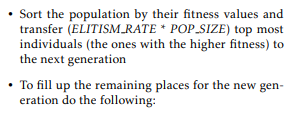 • Sort the population by their fitness values and
transfer (ELITISM_RATE * POP_SIZE) top most
individuals (the ones with the higher fitness) to
the next generation
• To fill up the remaining places for the new gen-
eration do the following: